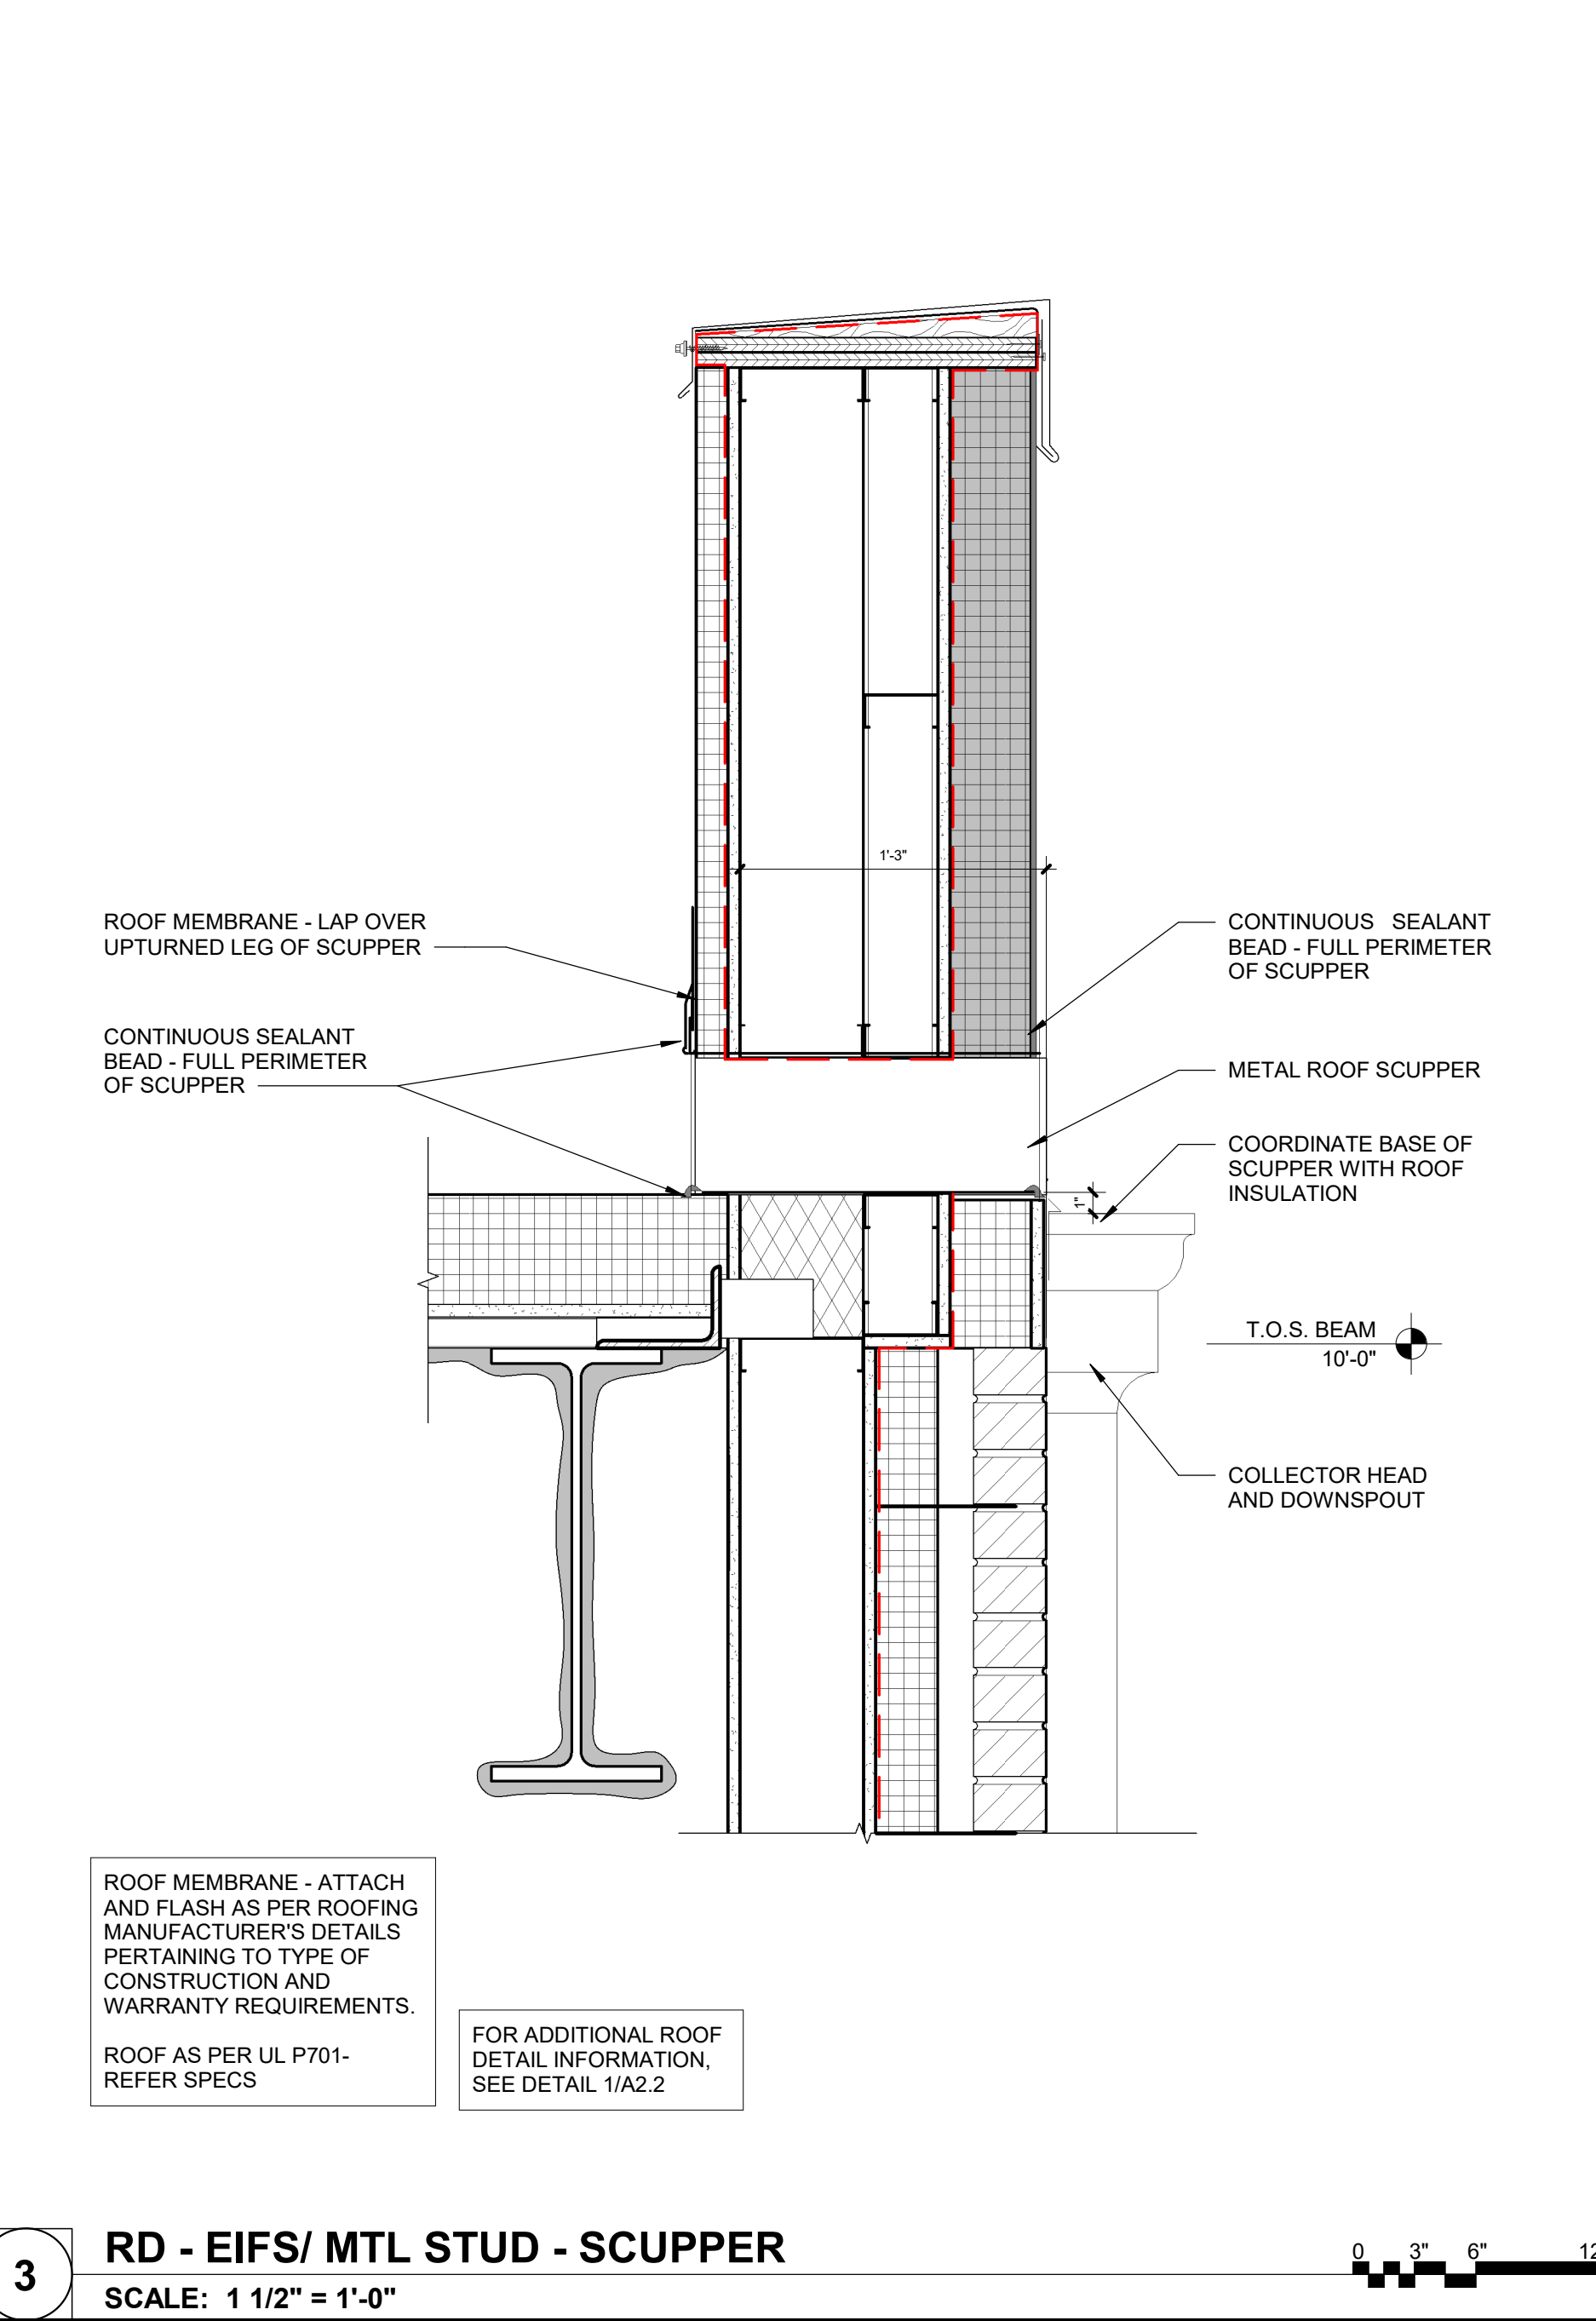 1'-3"
ROOF MEMBRANE - LAP OVER
UPTURNED LEG OF SCUPPER
CONTINUOUS SEALANT
BEAD - FULL PERIMETER
OF SCUPPER
CONTINUOUS SEALANT
BEAD - FULL PERIMETER
OF SCUPPER
METAL ROOF SCUPPER
COORDINATE BASE OF
SCUPPER WITH ROOF
INSULATION
1"
T.O.S. BEAM
10'-0"
COLLECTOR HEAD
AND DOWNSPOUT
ROOF MEMBRANE - ATTACH
AND FLASH AS PER ROOFING
MANUFACTURER'S DETAILS
PERTAINING TO TYPE OF
CONSTRUCTION AND
WARRANTY REQUIREMENTS.
ROOF AS PER UL P701-
REFER SPECS
FOR ADDITIONAL ROOF
DETAIL INFORMATION,
SEE DETAIL 1/A2.2
3
RD - EIFS/ MTL STUD - SCUPPER
SCALE: 1 1/2" = 1'-0"
0 3" 6" 12